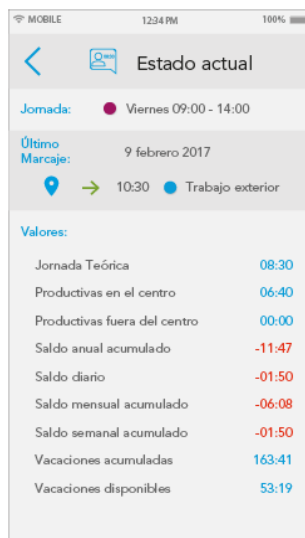 MOBILE 12:34 PM 100%
Estado actual
Jornada: Viernes 09:00 - 14:00
Último
Marcaje: 9 febrero 2017
10:30 Trabajo exterior
Valores:
Jornada Teórica 08:30
Productivas en el centro 06:40
Productivas fuera del centro 00:00
Saldo anual acumulado -11:47
Saldo diario -01:50
Saldo mensual acumulado -06:08
Saldo semanal acumulado -01:50
Vacaciones acumuladas 163:41
Vacaciones disponibles 53:19